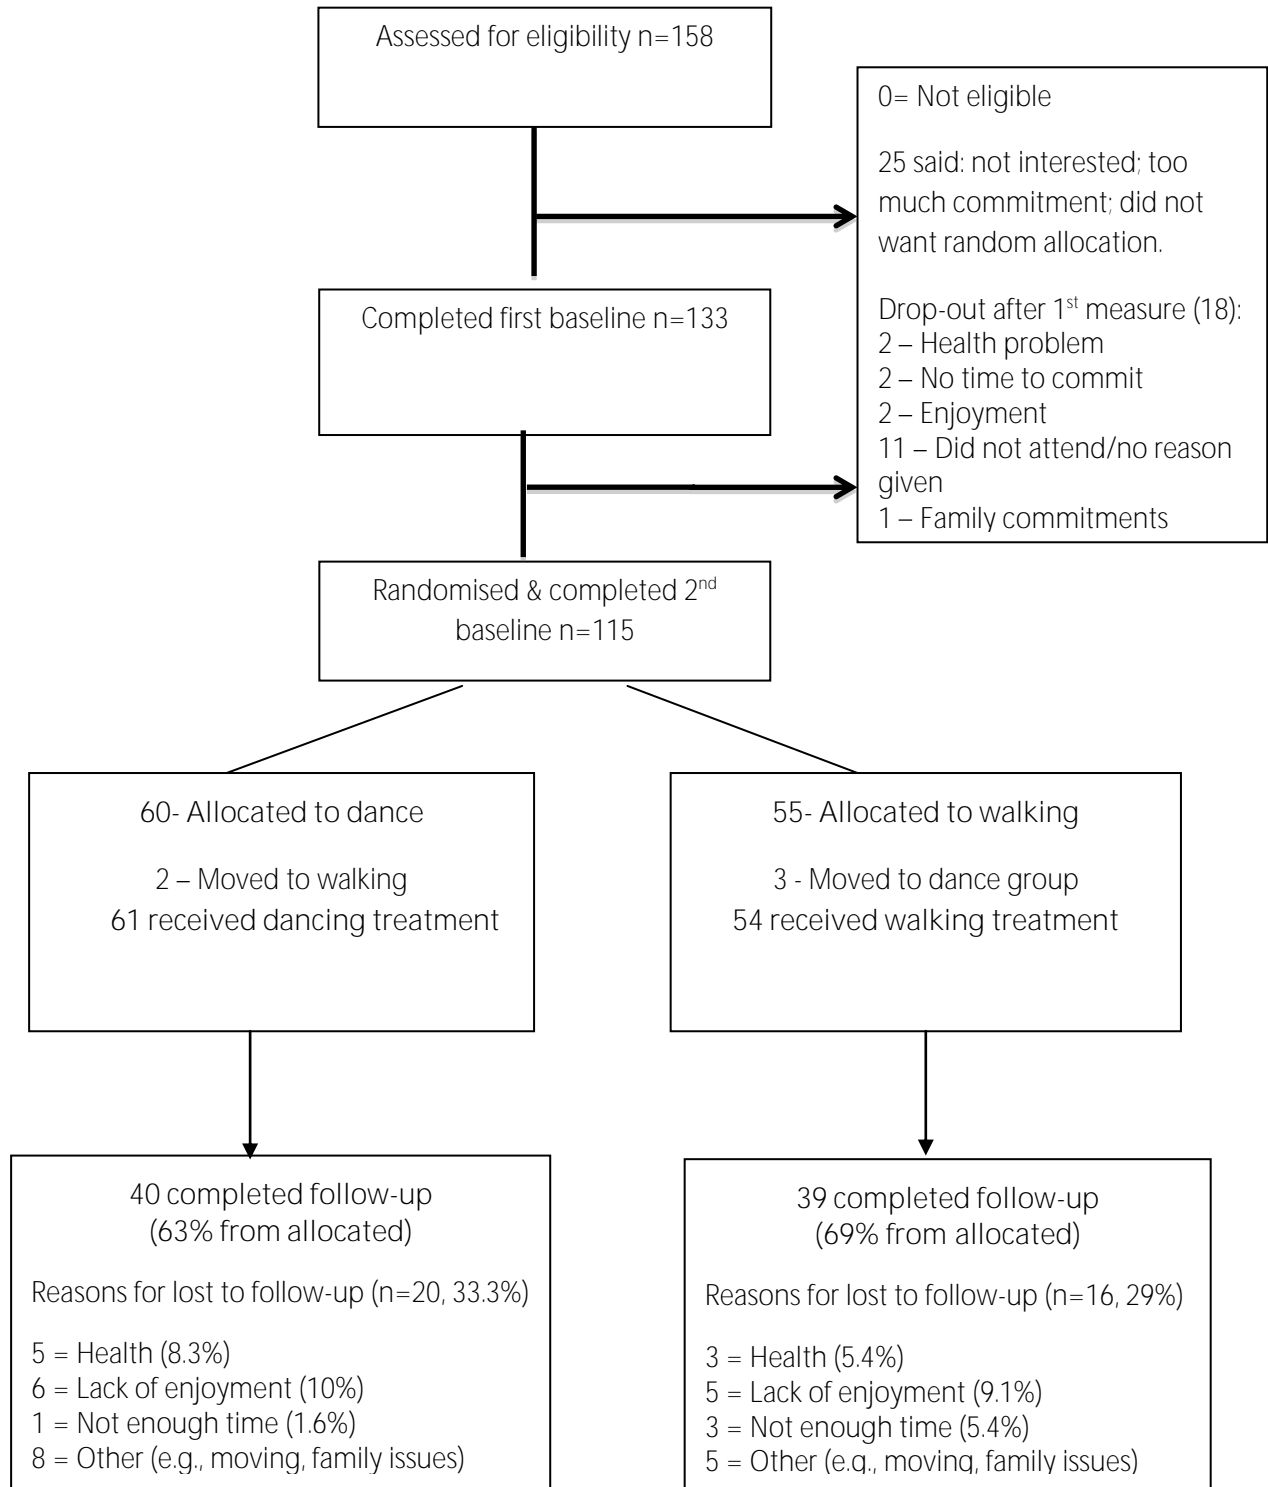 Assessed for eligibility n=158
0= Not eligible
25 said: not interested; too
much commitment; did not
want random allocation.
Drop-out after 1st measure (18):
2 – Health problem
2 – No time to commit
2 – Enjoyment
11 – Did not attend/no reason
given
1 – Family commitments
Completed first baseline n=133
Randomised & completed 2nd
baseline n=115
60- Allocated to dance
2 – Moved to walking
61 received dancing treatment
55- Allocated to walking
3 - Moved to dance group
54 received walking treatment
40 completed follow-up
(63% from allocated)
Reasons for lost to follow-up (n=20, 33.3%)
5 = Health (8.3%)
6 = Lack of enjoyment (10%)
1 = Not enough time (1.6%)
8 = Other (e.g., moving, family issues)
39 completed follow-up
(69% from allocated)
Reasons for lost to follow-up (n=16, 29%)
3 = Health (5.4%)
5 = Lack of enjoyment (9.1%)
3 = Not enough time (5.4%)
5 = Other (e.g., moving, family issues)